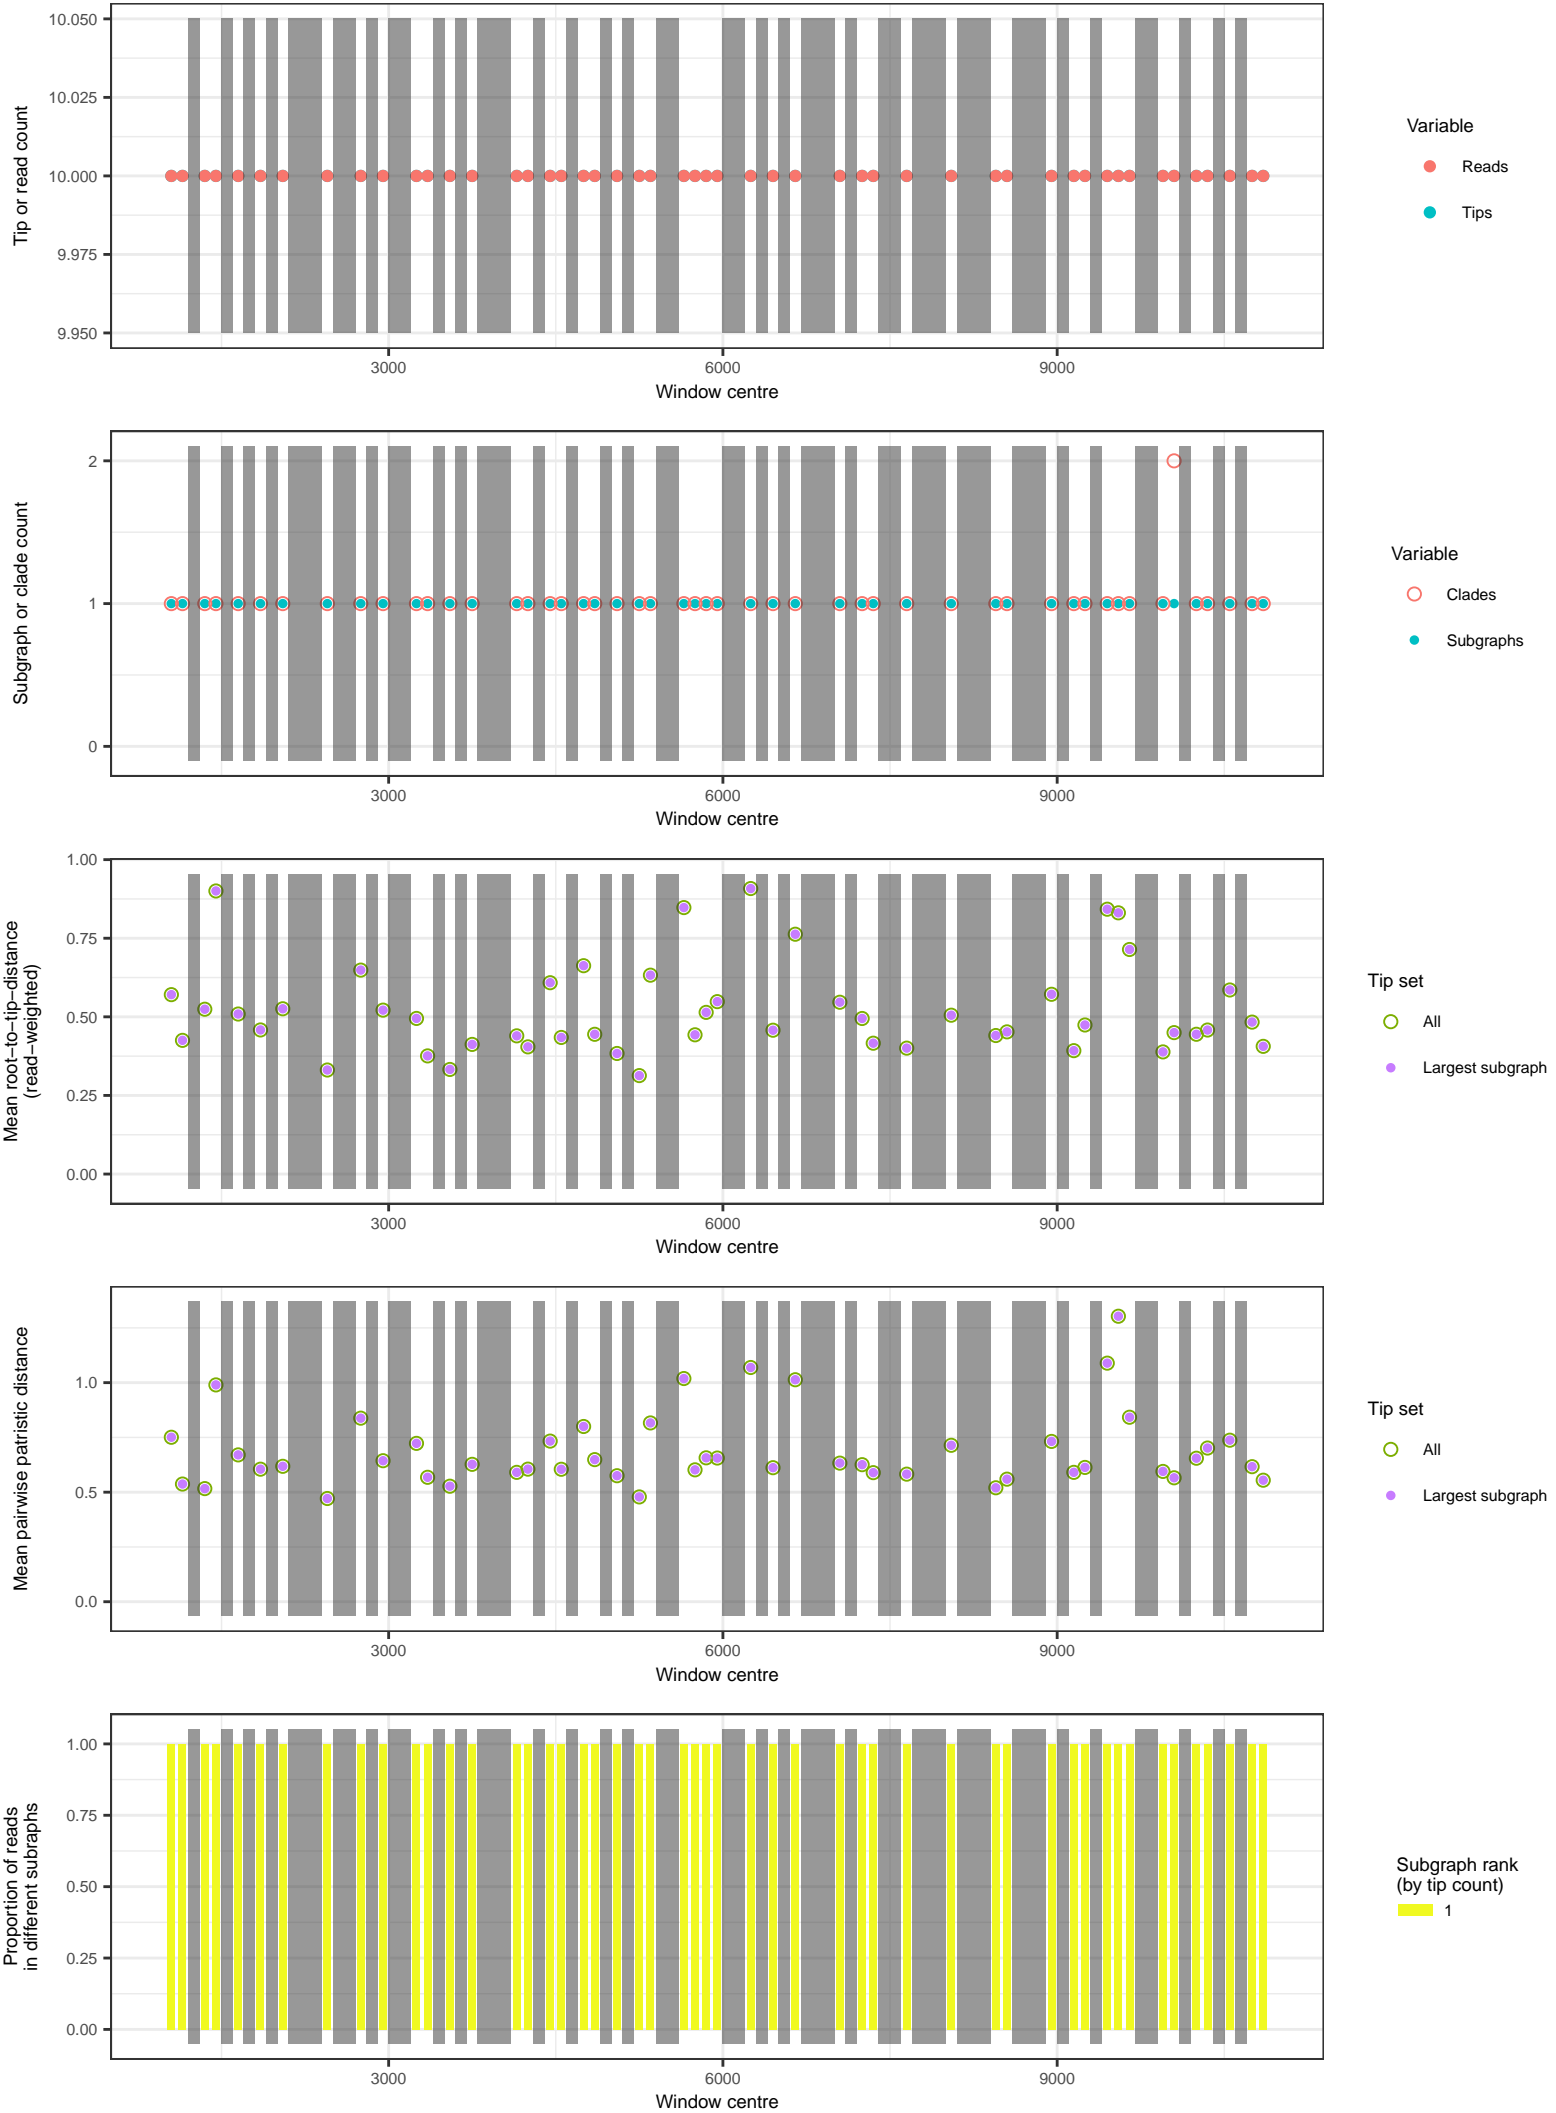 Tip or read count
10.050
10.025
10.000
9.975
9.950
3000 6000 9000
Window centre
Variable
Reads
Tips
Subgraph or clade count
2
1
0
3000 6000 9000
Window centre
Variable
Clades
Subgraphs
Mean root−to−tip−distance
(read−weighted)
1.00
0.75
0.50
0.25
0.00
3000 6000 9000
Window centre
Tip set
All
Largest subgraph
Mean pairwise patristic distance
1.0
0.5
0.0
3000 6000 9000
Window centre
Tip set
All
Largest subgraph
Proportion of reads
in different subraphs
1.00
0.75
0.50
0.25
0.00
3000 6000 9000
Window centre
Subgraph rank
(by tip count)
1